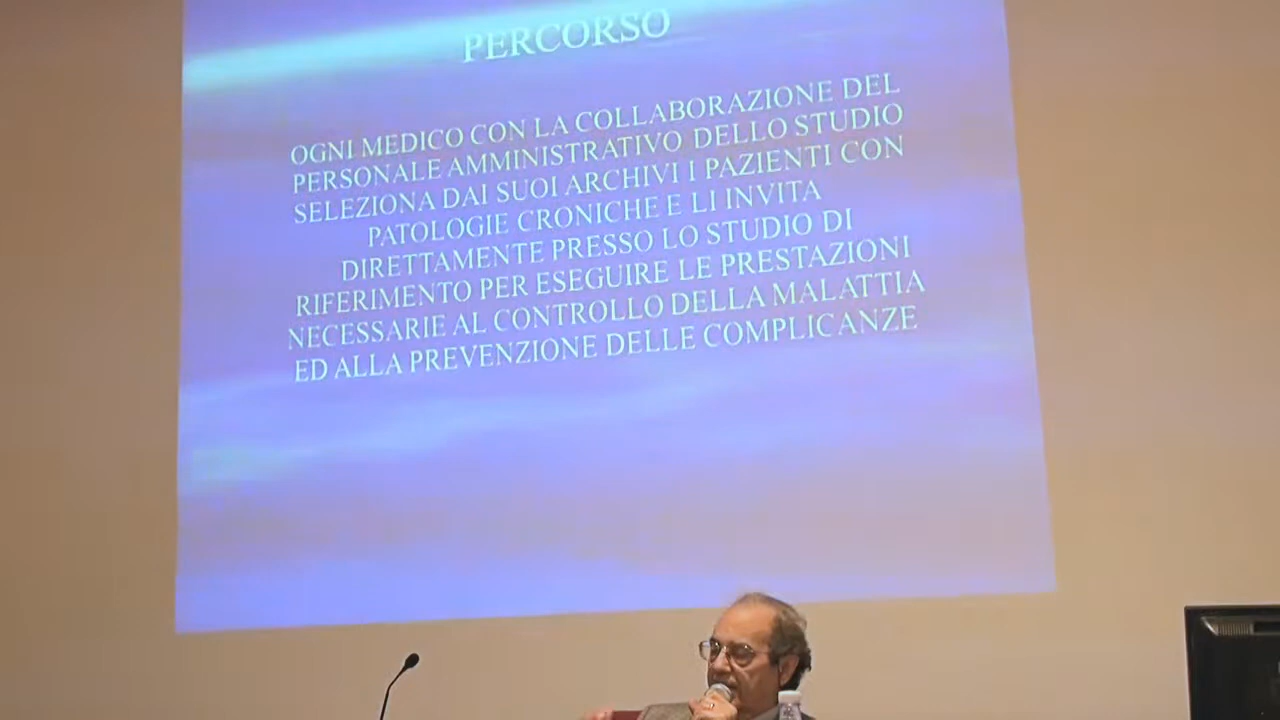 PERCORSO
OGNI MEDICO CON LA COLLABORAZIONE DEL
PERSONALE AMMINISTRATIVO DELLO STUDIO
SELEZIONA DAI SUOI ARCHIVI I PAZIENTI CON
PATOLOGIE CRONICHE E LI INVITA
DIRETTAMENTE PRESSO LO STUDIO DI
RIFERIMENTO PER ESEGUIRE LE PRESTAZIONI
NECESSARIE AL CONTROLLO DELLA MALATTIA
ED ALLA PREVENZIONE DELLE COMPLICANZE